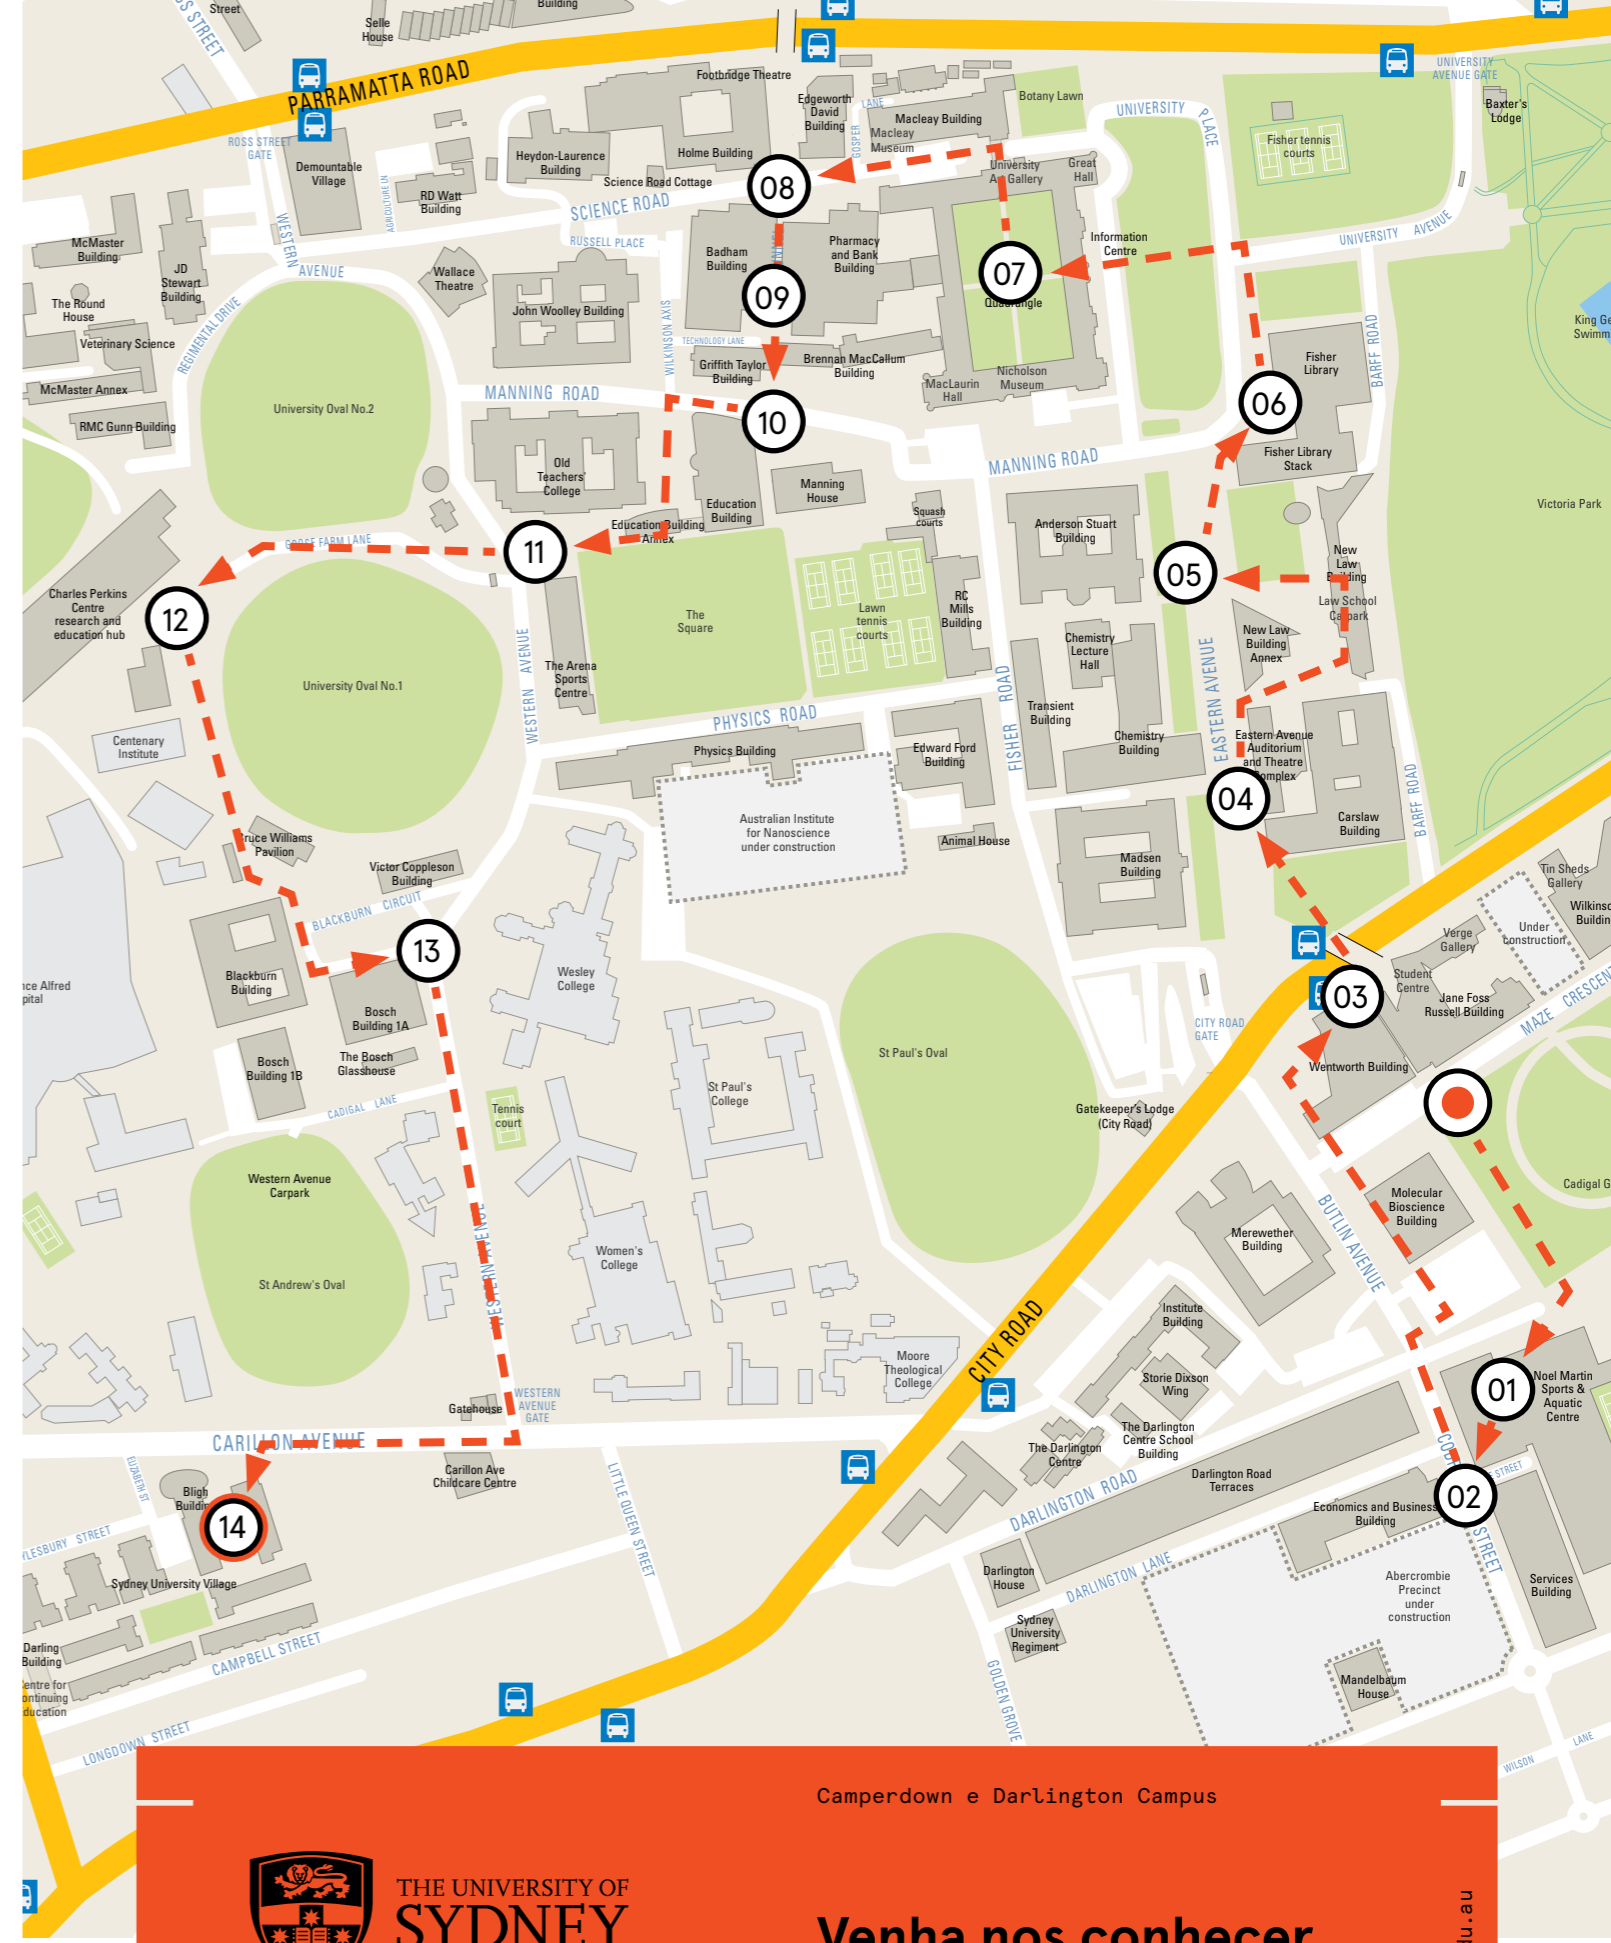 Street
Building
Selle
House
PARRAMATTA ROAD
Footbridge Theatre
UNIVERSITY
AVENUE GATE
Baxter's
Lodge
Edgeworth
David
Building
LANE
GOSPER
Macleay Building
Macleay
Museum
Botany Lawn
UNIVERSITY
PLACE
Fisher tennis
courts
ROSS STREET
GATE
Demountable
Village
Heydon-Laurence
Building
Holme Building
Science Road Cottage
AGRICULTURE LN
RD Watt
Building
SCIENCE ROAD
RUSSELL PLACE
University
Art Gallery
Great
Hall
08
UNIVERSITY AVENUE
McMaster
Building
JD
Stewart
Building
WESTERN
AVENUE
Wallace
Theatre
Badham
Building
Pharmacy
and Bank
Building
Information
Centre
07
Quadrangle
09
The Round
House
Veterinary Science
REGIMENTAL DRIVE
John Woolley Building
WILKINSON AXIS
TECHNOLOGY LANE
Griffith Taylor
Building
Brennan MacCallum
Building
MacLaurin
Hall
Nicholson
Museum
Fisher
Library
BARFF ROAD
McMaster Annex
RMC Gunn Building
University Oval No.2
MANNING ROAD
10
06
Fisher Library
Stack
MANNING ROAD
Old
Teachers'
College
Education
Building
Manning
House
Squash
courts
Anderson Stuart
Building
Victoria Park
Education Building
Annex
11
GOOSE FARM LANE
05
New
Law
Building
Law School
Carpark
Charles Perkins
Centre
research and
education hub
12
The
Square
Lawn
tennis
courts
RC
Mills
Building
Chemistry
Lecture
Hall
New Law
Building
Annex
EASTERN AVENUE
University Oval No.1
WESTERN AVENUE
The Arena
Sports
Centre
PHYSICS ROAD
FISHER ROAD
Transient
Building
Chemistry
Building
Eastern Avenue
Auditorium
and Theatre
Complex
Centenary
Institute
Physics Building
Edward Ford
Building
04
BARFF ROAD
Carslaw
Building
Australian Institute
for Nanoscience
under construction
Animal House
Bruce Williams
Pavilion
Victor Coppleson
Building
BLACKBURN CIRCUIT
Madsen
Building
Tin Sheds
Gallery
Under
construction
Verge
Gallery
13
Blackburn
Building
Wesley
College
Student
Centre
Jane Foss
Russell Building
03
MAZE CRESCENT
Bosch
Building 1A
CITY ROAD
GATE
Wentworth Building
Bosch
Building 1B
The Bosch
Glasshouse
CADIGAL LANE
Tennis
court
St Paul's
College
St Paul's Oval
Gatekeeper's Lodge
(City Road)
Western Avenue
Carpark
Molecular
Bioscience
Building
BUTLIN AVENUE
Merewether
Building
St Andrew's Oval
WESTERN AVENUE
Women's
College
CITY ROAD
Institute
Building
Storie Dixson
Wing
Moore
Theological
College
01
Noel Martin
Sports &
Aquatic
Centre
Gatehouse
WESTERN
AVENUE
GATE
CARILLON AVENUE
The Darlington
Centre School
Building
The Darlington
Centre
Darlington Road
Terraces
DARLINGTON ROAD
Carillon Ave
Childcare Centre
ELIZABETH ST
LITTLE QUEEN STREET
Economics and Business
Building
02
STREET
14
Sydney University Village
Darlington
House
DARLINGTON LANE
Abercrombie
Precinct
under
construction
Services
Building
Sydney
University
Regiment
CAMPBELL STREET
Darling
Building
GOLDEN GROVE
Mandelbaum
House
LONGDOWN STREET
WILSON LANE
Camperdown e Darlington Campus
THE UNIVERSITY OF
SYDNEY
Venha nos conhecer